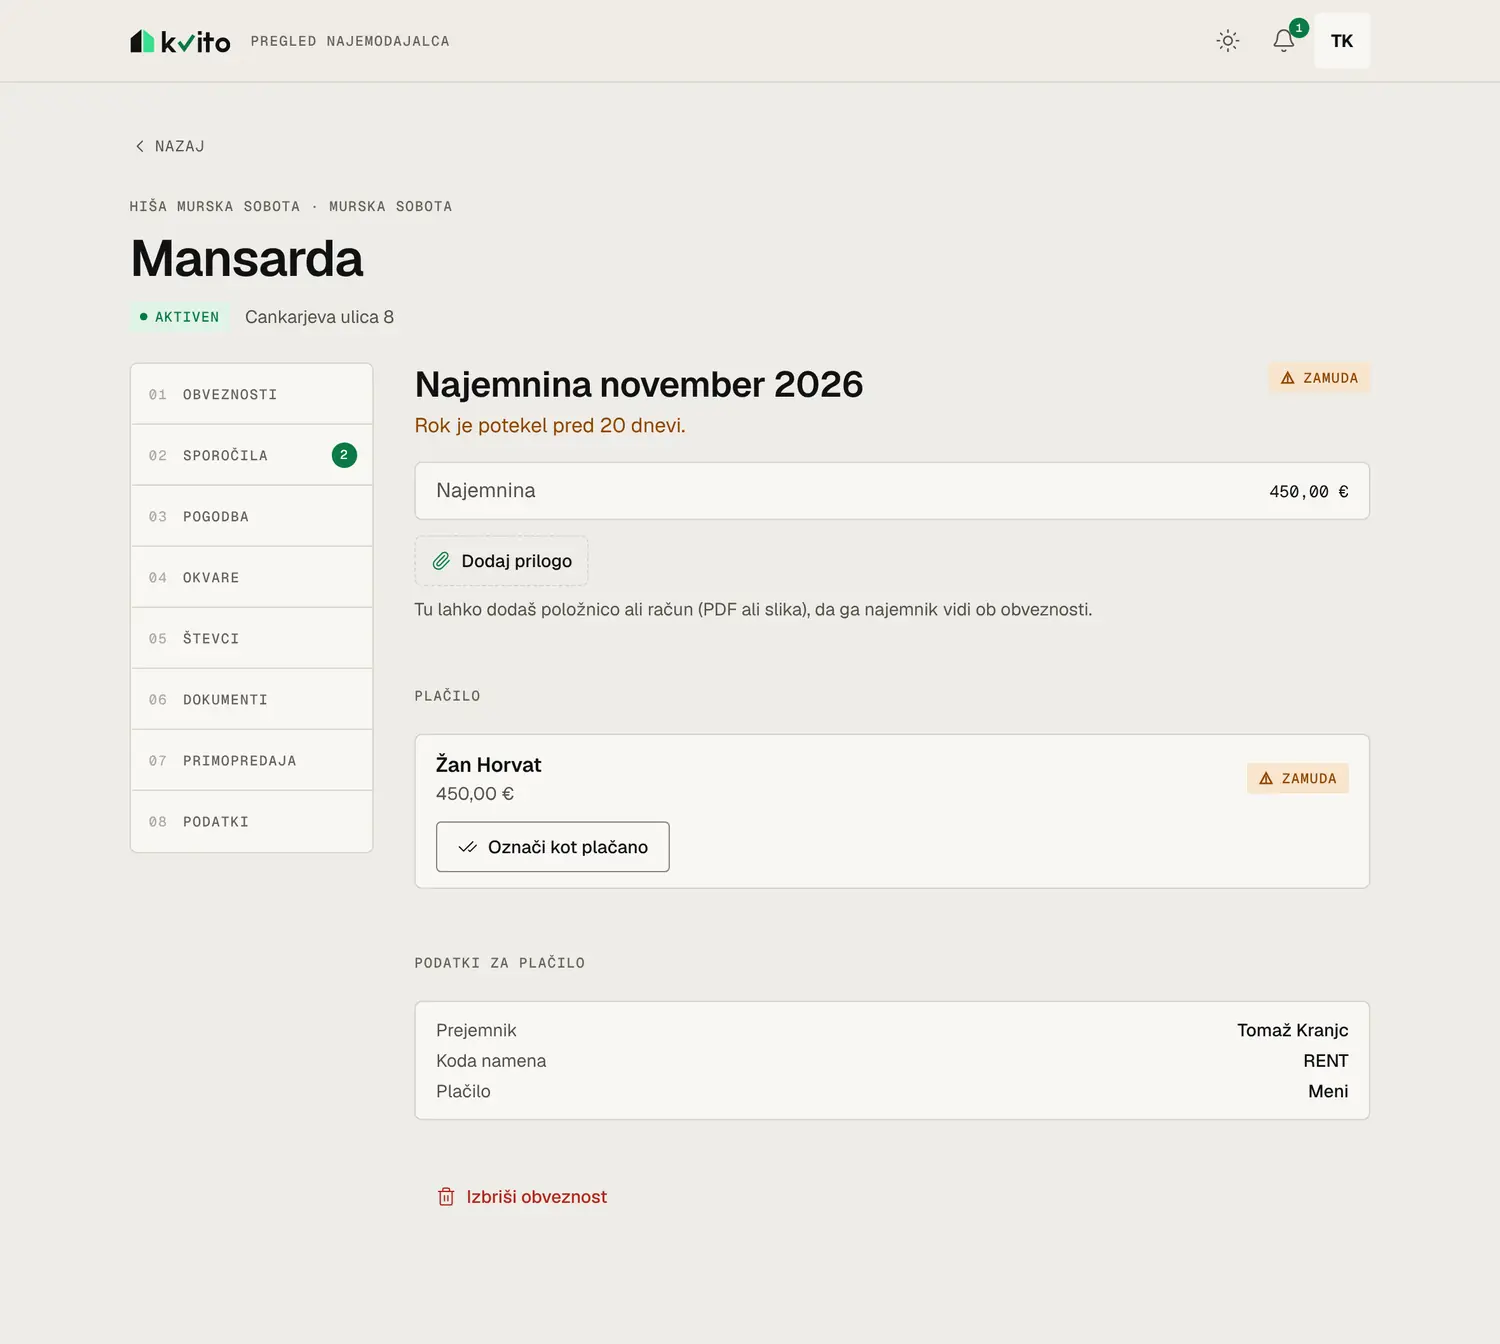 kvito PREGLED NAJEMODAJALCA
1
TK
NAZAJ
HIŠA MURSKA SOBOTA · MURSKA SOBOTA
Mansarda
AKTIVEN Cankarjeva ulica 8
01 OBVEZNOSTI
02 SPOROČILA 2
03 POGODBA
04 OKVARE
05 ŠTEVCI
06 DOKUMENTI
07 PRIMOPREDAJA
08 PODATKI
Najemnina november 2026
ZAMUDA
Rok je potekel pred 20 dnevi.
Najemnina 450,00 €
Dodaj prilogo
Tu lahko dodaš položnico ali račun (PDF ali slika), da ga najemnik vidi ob obveznosti.
PLAČILO
Žan Horvat
450,00 €
ZAMUDA
Označi kot plačano
PODATKI ZA PLAČILO
Prejemnik Tomaž Kranjc
Koda namena RENT
Plačilo Meni
Izbriši obveznost